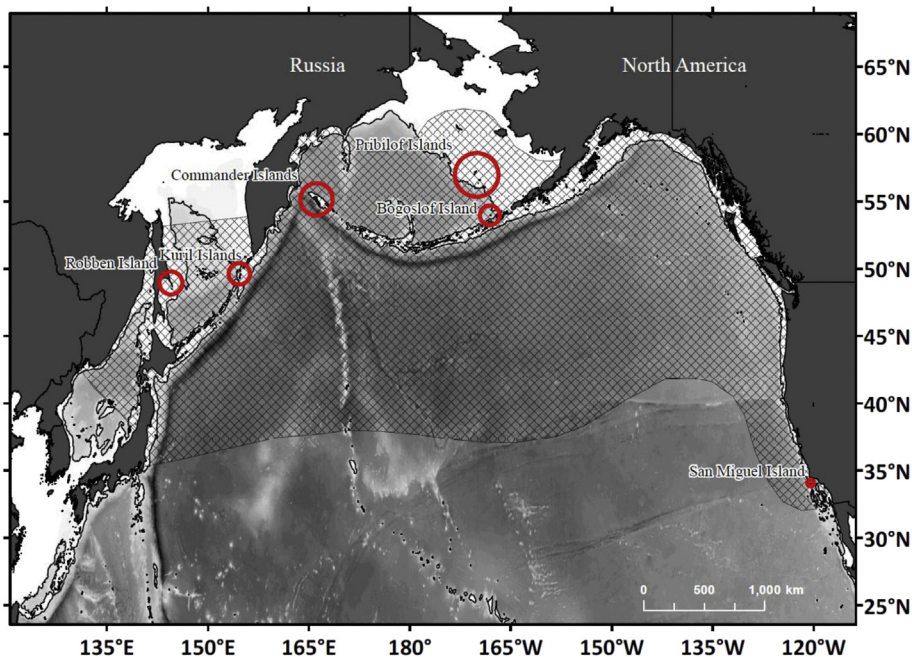 Russia
North America
65°N
Pribilof Islands
60°N
Commander Islands
55°N
Bogoslof Island
Robben Island
Kuril Islands
50°N
45°N
40°N
San Miguel Island
35°N
30°N
0 500 1,000 km
25°N
135°E 150°E 165°E 180° 165°W 150°W 135°W 120°W